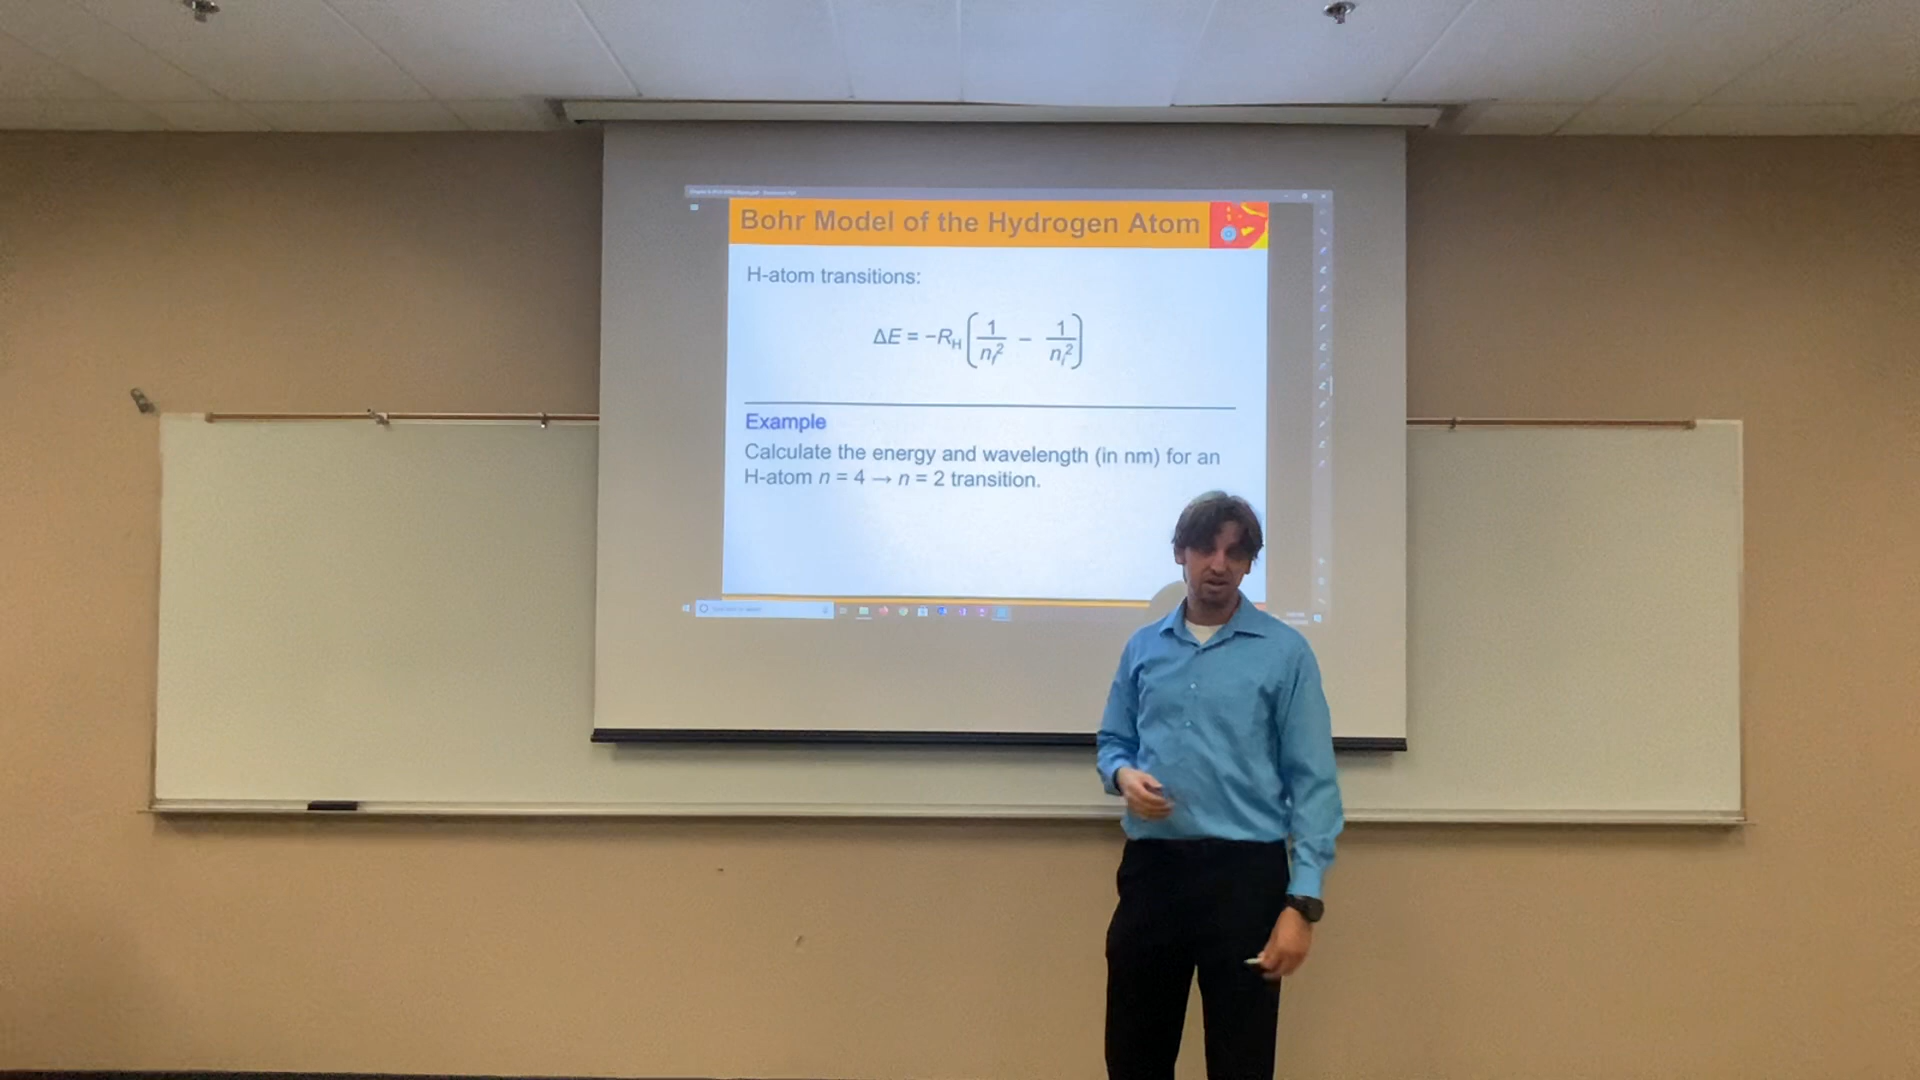 Bohr Model of the Hydrogen Atom
H-atom transitions:
ΔE = −R_H (1/n_f² − 1/n_i²)
Example
Calculate the energy and wavelength (in nm) for an
H-atom n = 4 → n = 2 transition.